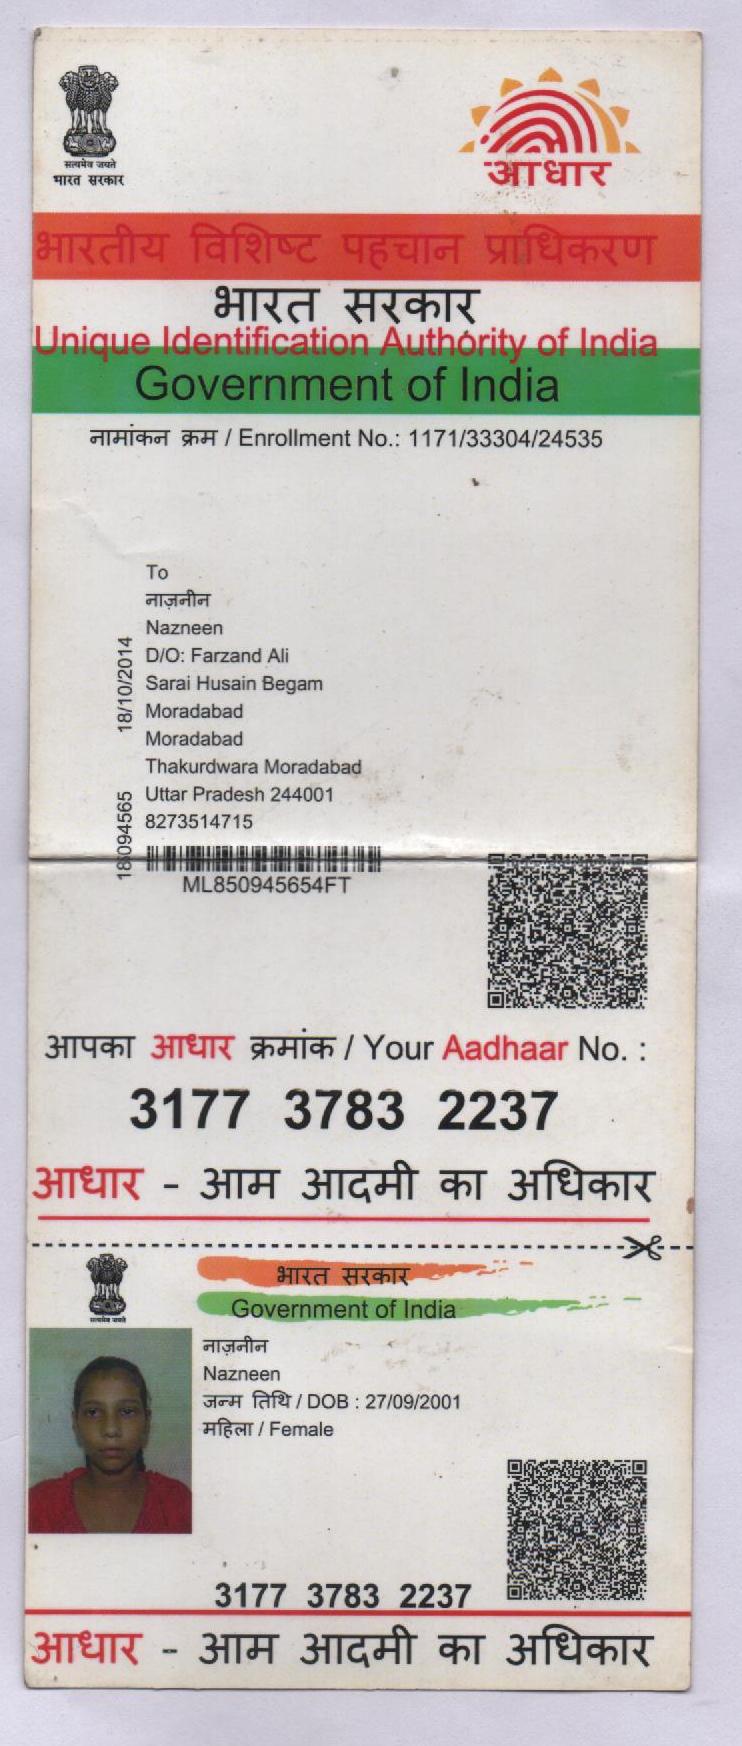 सत्यमेव जयते
भारत सरकार
आधार
भारतीय विशिष्ट पहचान प्राधिकरण
भारत सरकार
Unique Identification Authority of India
Government of India
नामांकन क्रम / Enrollment No.: 1171/33304/24535
To
नाज़नीन
Nazneen
D/O: Farzand Ali
Sarai Husain Begam
Moradabad
Moradabad
Thakurdwara Moradabad
Uttar Pradesh 244001
8273514715
18/10/2014
ML850945654FT
आपका आधार क्रमांक / Your Aadhaar No. :
3177 3783 2237
आधार - आम आदमी का अधिकार
भारत सरकार
Government of India
नाज़नीन
Nazneen
जन्म तिथि / DOB : 27/09/2001
महिला / Female
3177 3783 2237
आधार - आम आदमी का अधिकार